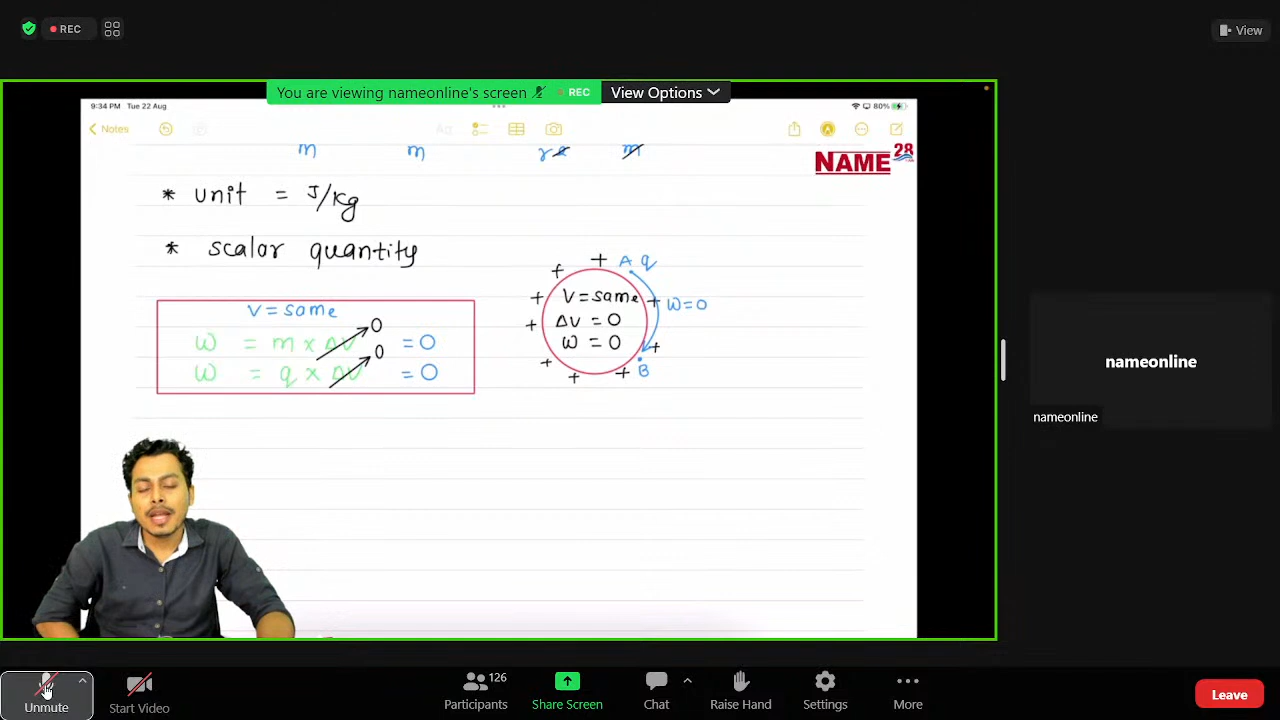 REC
View
You are viewing nameonline's screen REC View Options
9:34 PM Tue 22 Aug
80%
Notes
Aa
m m m
NAME 28
* unit = J/kg
* scalar quantity
V = same
W = m x ΔV 0 = 0
W = q x ΔV 0 = 0
+ + + + + + + + + +
A q
V = same
ΔV = 0
W = 0
W = 0
B
nameonline
nameonline
Unmute
Start Video
126
Participants
Share Screen
Chat
Raise Hand
Settings
More
Leave